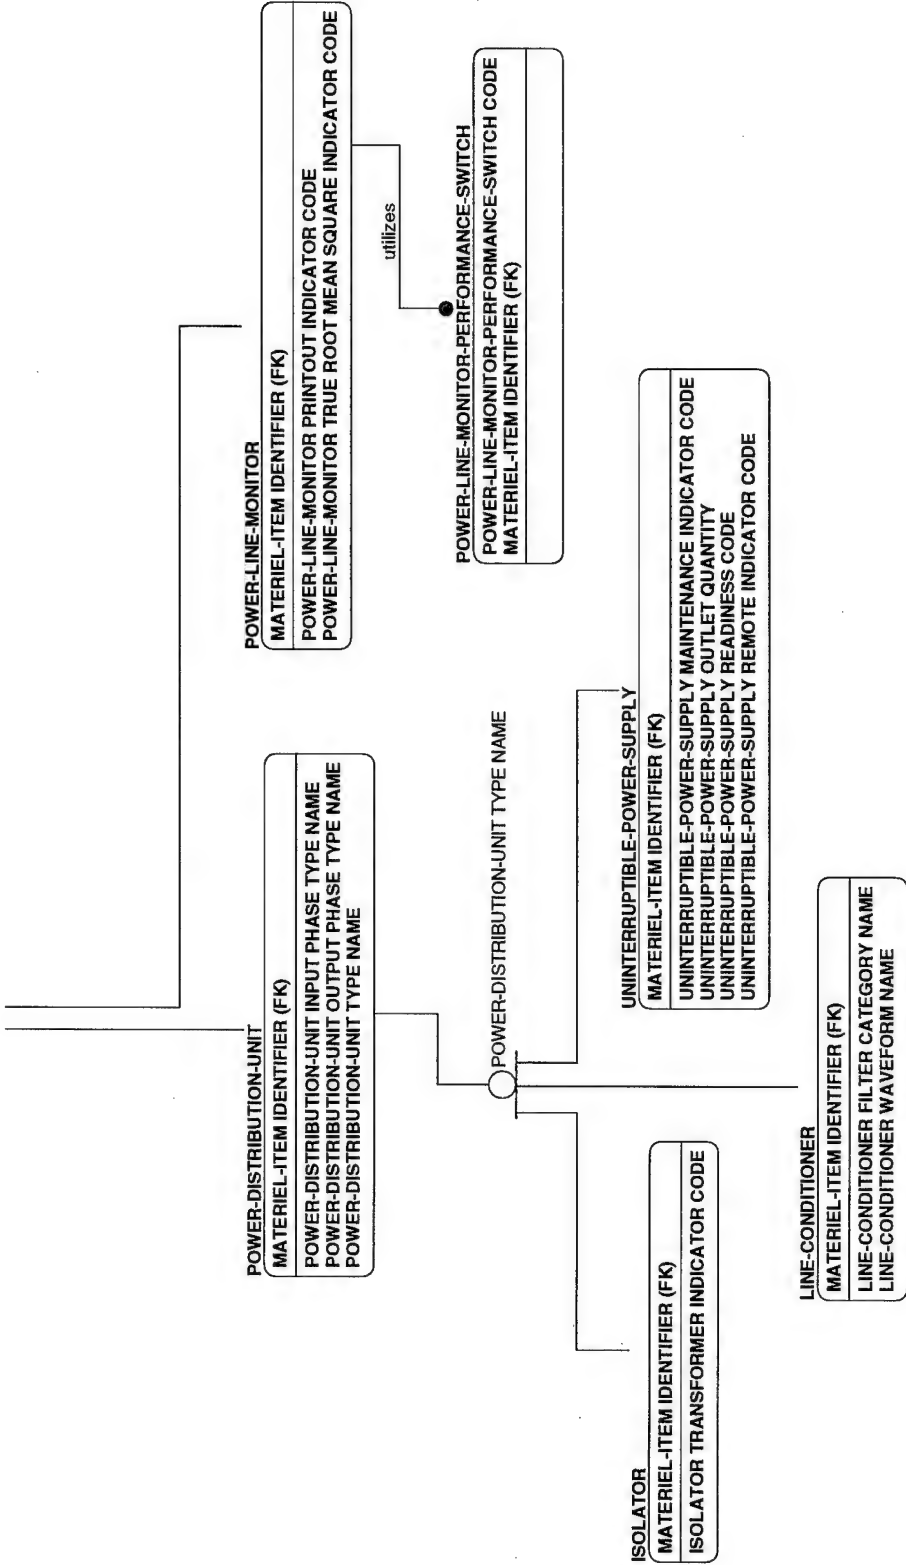 POWER-DISTRIBUTION-UNIT
MATERIEL-ITEM IDENTIFIER (FK)
POWER-DISTRIBUTION-UNIT INPUT PHASE TYPE NAME
POWER-DISTRIBUTION-UNIT OUTPUT PHASE TYPE NAME
POWER-DISTRIBUTION-UNIT TYPE NAME
POWER-LINE-MONITOR
MATERIEL-ITEM IDENTIFIER (FK)
POWER-LINE-MONITOR PRINTOUT INDICATOR CODE
POWER-LINE-MONITOR TRUE ROOT MEAN SQUARE INDICATOR CODE
utilizes
POWER-LINE-MONITOR-PERFORMANCE-SWITCH
POWER-LINE-MONITOR-PERFORMANCE-SWITCH CODE
MATERIEL-ITEM IDENTIFIER (FK)
POWER-DISTRIBUTION-UNIT TYPE NAME
ISOLATOR
MATERIEL-ITEM IDENTIFIER (FK)
ISOLATOR TRANSFORMER INDICATOR CODE
UNINTERRUPTIBLE-POWER-SUPPLY
MATERIEL-ITEM IDENTIFIER (FK)
UNINTERRUPTIBLE-POWER-SUPPLY MAINTENANCE INDICATOR CODE
UNINTERRUPTIBLE-POWER-SUPPLY OUTLET QUANTITY
UNINTERRUPTIBLE-POWER-SUPPLY READINESS CODE
UNINTERRUPTIBLE-POWER-SUPPLY REMOTE INDICATOR CODE
LINE-CONDITIONER
MATERIEL-ITEM IDENTIFIER (FK)
LINE-CONDITIONER FILTER CATEGORY NAME
LINE-CONDITIONER WAVEFORM NAME